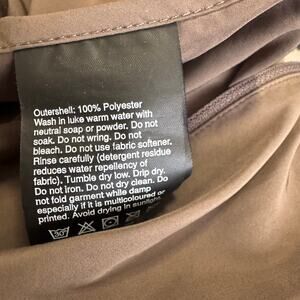 Outershell: 100% Polyester
Wash in luke warm water with
neutral soap or powder. Do not
soak. Do not wring. Do not
bleach. Do not use fabric softener.
Rinse carefully (detergent residue
reduces water repellency of
fabric). Tumble dry low. Drip dry.
Do not iron. Do not dry clean. Do
not fold garment while damp
especially if it is multicoloured or
printed. Avoid drying in sunlight.
30°